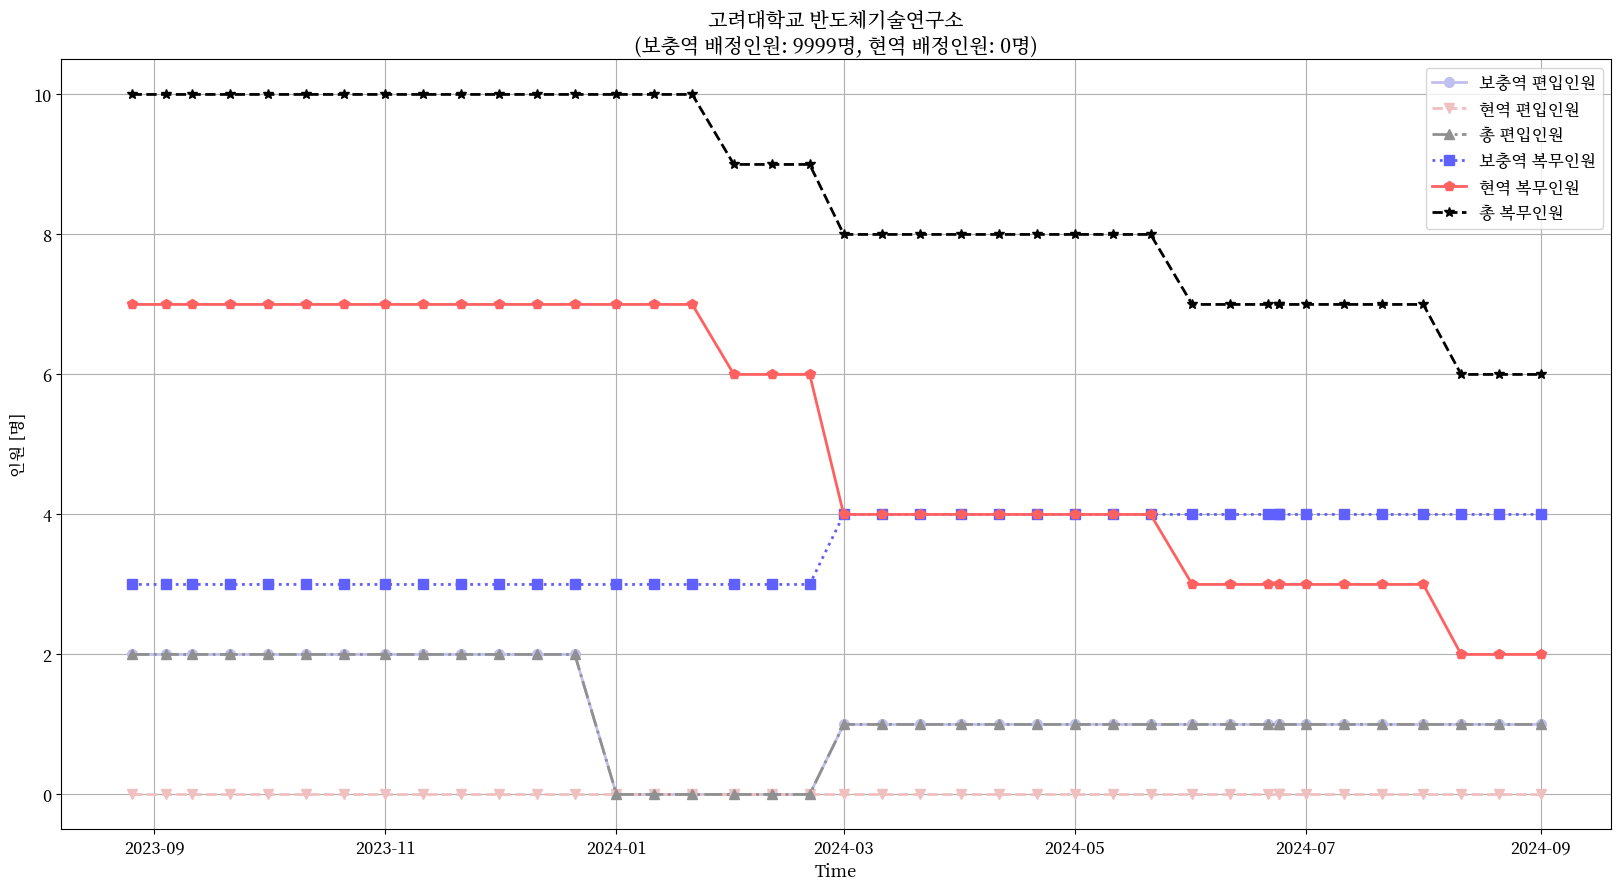 고려대학교 반도체기술연구소
(보충역 배정인원: 9999명, 현역 배정인원: 0명)
보충역 편입인원
현역 편입인원
총 편입인원
보충역 복무인원
현역 복무인원
총 복무인원
인원 [명]
10
8
6
4
2
0
2023-09
2023-11
2024-01
2024-03
2024-05
2024-07
2024-09
Time